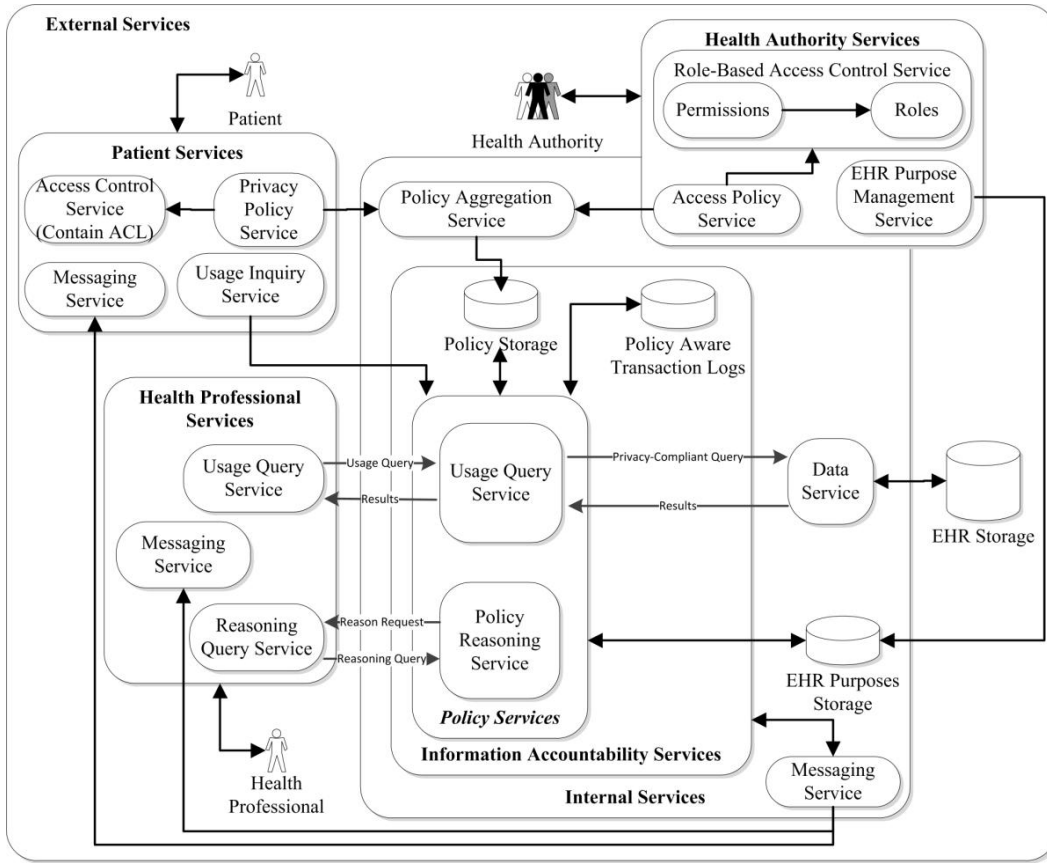 External Services
Health Authority Services
Role-Based Access Control Service
Permissions
Roles
Patient
Health Authority
Patient Services
Access Control
Service
(Contain ACL)
Privacy
Policy
Service
Policy Aggregation
Service
Access Policy
Service
EHR Purpose
Management
Service
Messaging
Service
Usage Inquiry
Service
Policy Storage
Policy Aware
Transaction Logs
Health Professional
Services
Usage Query
Service
Usage Query
Results
Usage Query
Service
Privacy-Compliant Query
Results
Data
Service
EHR Storage
Messaging
Service
Reasoning
Query Service
Reason Request
Reasoning Query
Policy
Reasoning
Service
EHR Purposes
Storage
Policy Services
Information Accountability Services
Health
Professional
Messaging
Service
Internal Services